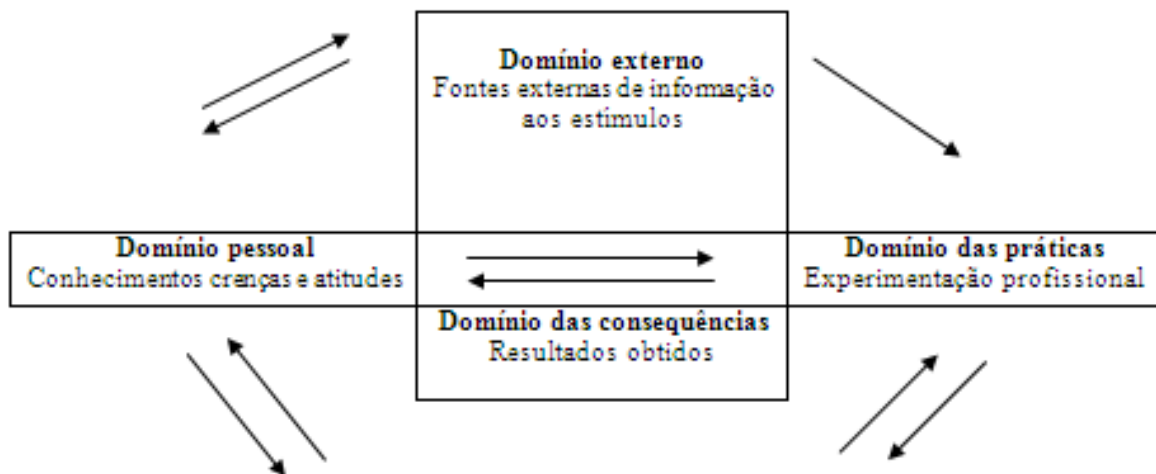 Domínio externo
Fontes externas de informação
aos estímulos
Domínio pessoal
Conhecimentos crenças e atitudes
Domínio das práticas
Experimentação profissional
Domínio das consequências
Resultados obtidos